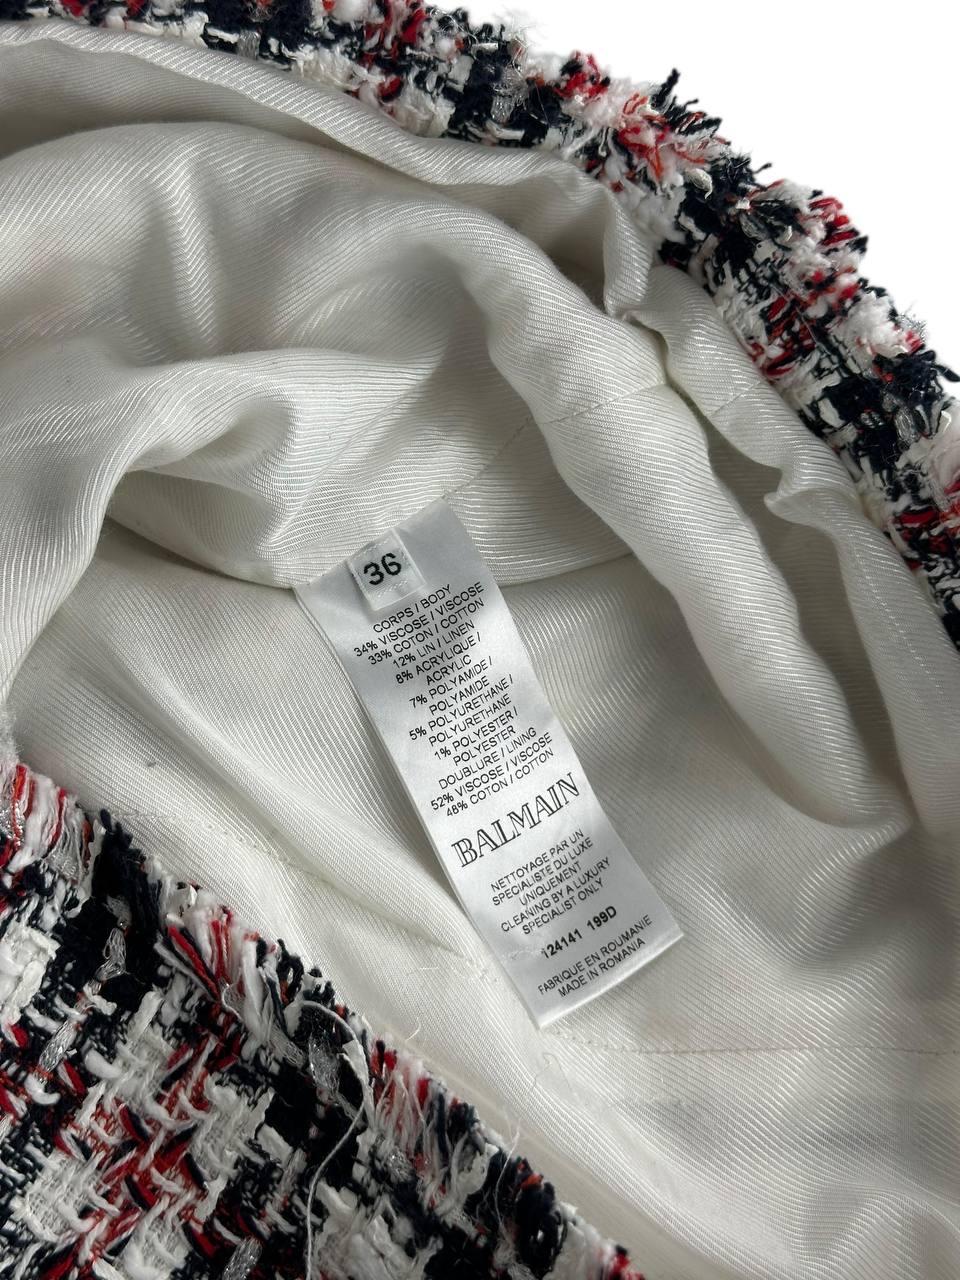 36
CORPS / BODY
34% VISCOSE / VISCOSE
33% COTON / COTTON
12% LIN / LINEN
8% ACRYLIQUE /
ACRYLIC
7% POLYAMIDE /
POLYAMIDE
5% POLYURETHANE /
POLYURETHANE
1% POLYESTER /
POLYESTER
DOUBLURE / LINING
52% VISCOSE / VISCOSE
48% COTON / COTTON
BALMAIN
NETTOYAGE PAR UN
SPECIALISTE DU LUXE
UNIQUEMENT
CLEANING BY A LUXURY
SPECIALIST ONLY
124141 199D
FABRIQUE EN ROUMANIE
MADE IN ROMANIA